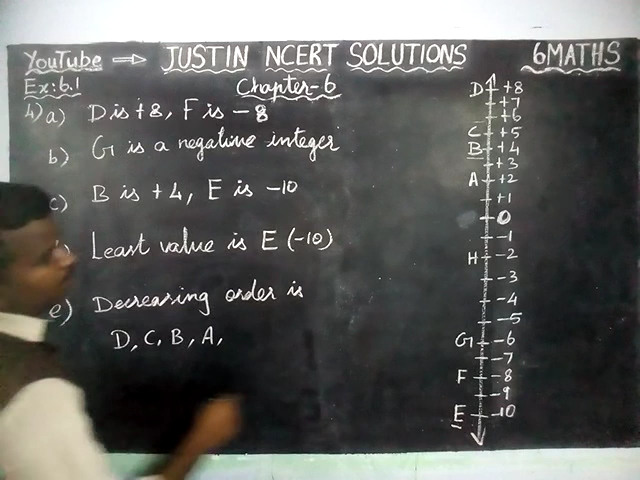 YouTube ⇒ JUSTIN NCERT SOLUTIONS 6MATHS
Ex:6.1 Chapter-6
4) a) D is +8, F is -8
b) G is a negative integer
c) B is +4, E is -10
) Least value is E (-10)
e) Decreasing order is
D, C, B, A,
D +8
+7
+6
C +5
B +4
+3
A +2
+1
0
-1
H -2
-3
-4
-5
G -6
-7
F -8
-9
E -10